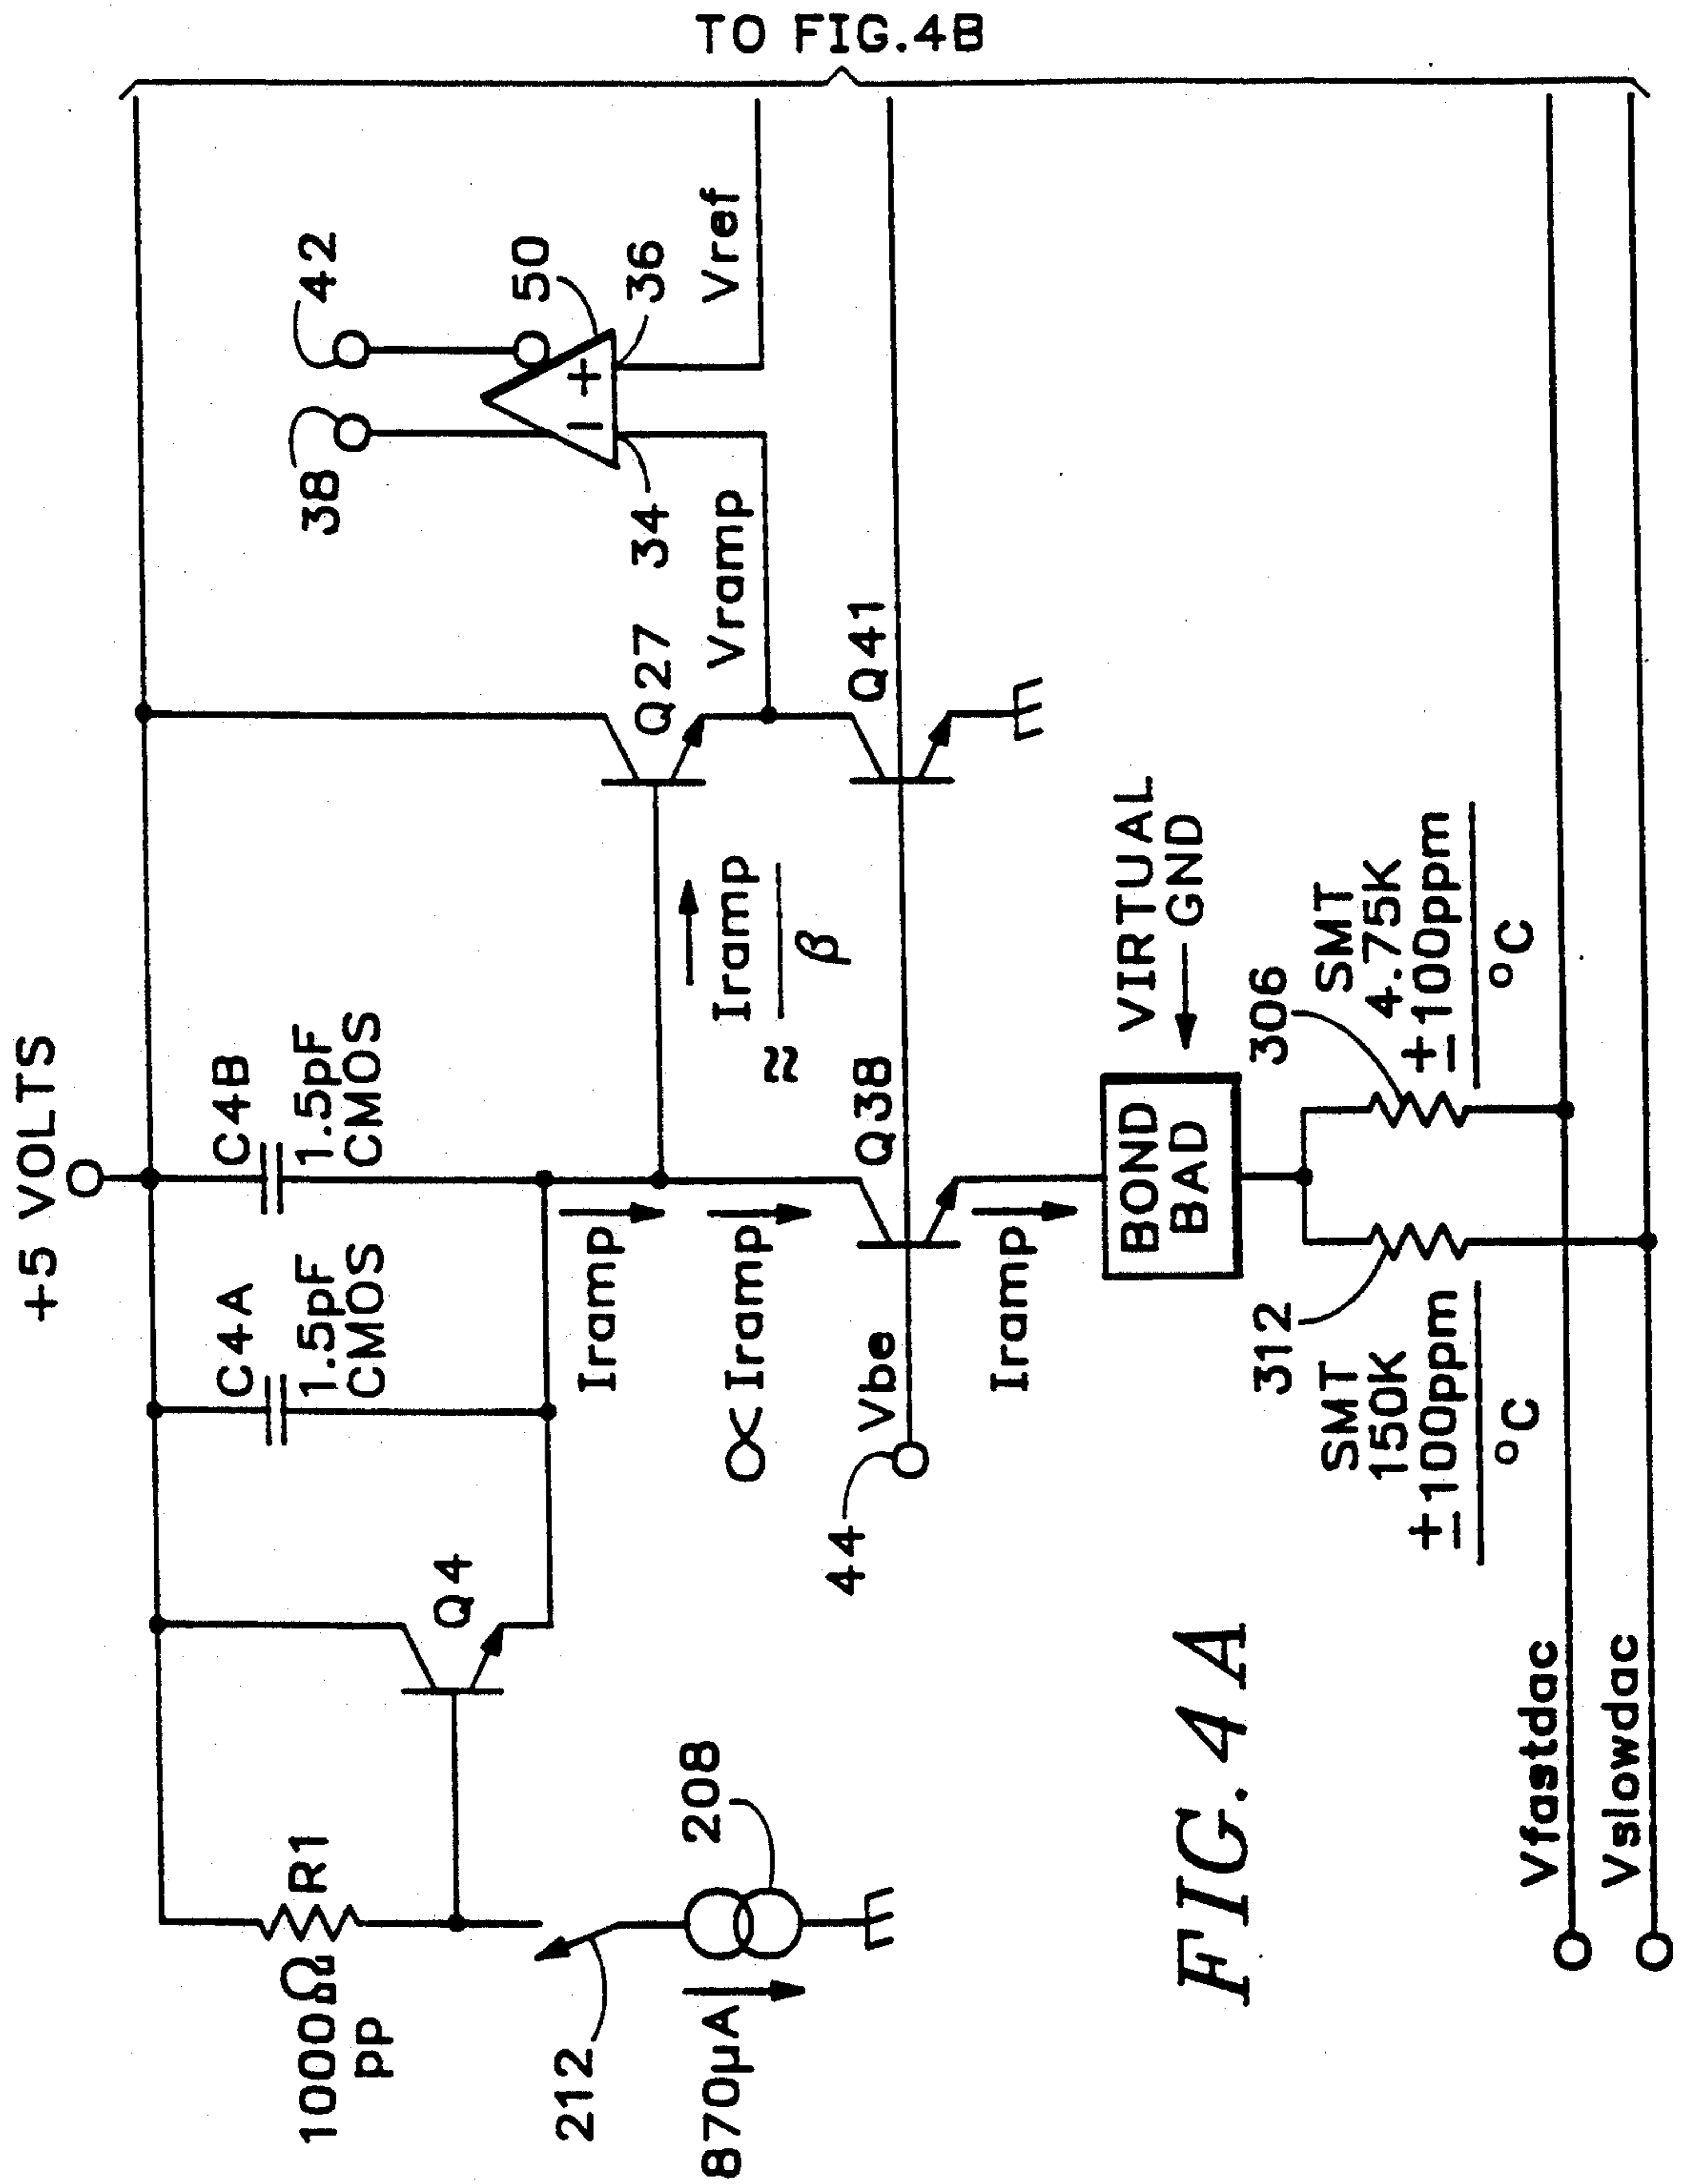 TO FIG.4B
+5 VOLTS
R1
1000Ω
pp
Q4
C4A
1.5pF
CMOS
C4B
1.5pF
CMOS
38
42
50
36
34
− +
Vref
Vramp
Q27
Q41
Iramp
β
≈
Iramp
∝ Iramp
Q38
Vbe
44
Iramp
212
208
870µA
BOND
BAD
VIRTUAL
GND
312
SMT
150K
±100ppm
°C
306
SMT
4.75K
±100ppm
°C
Vfastdac
Vslowdac
FIG.4A